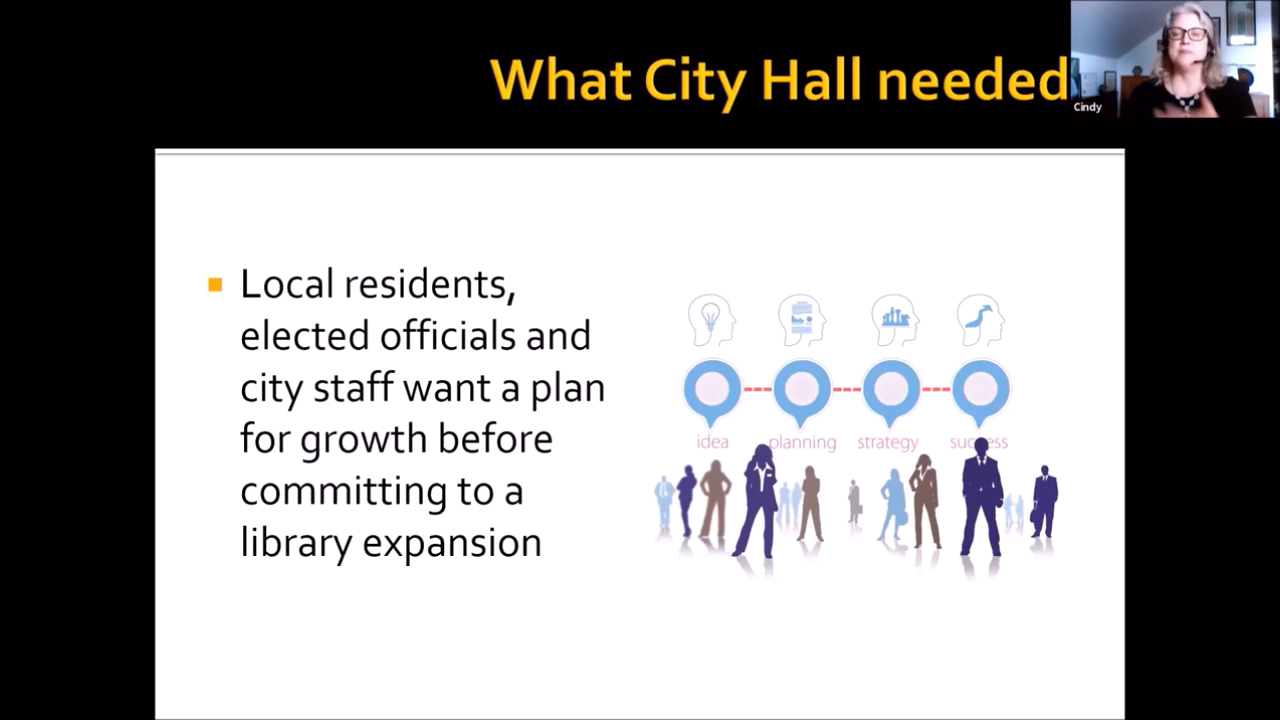 What City Hall needed
Cindy
Local residents,
elected officials and
city staff want a plan
for growth before
committing to a
library expansion
idea planning strategy success